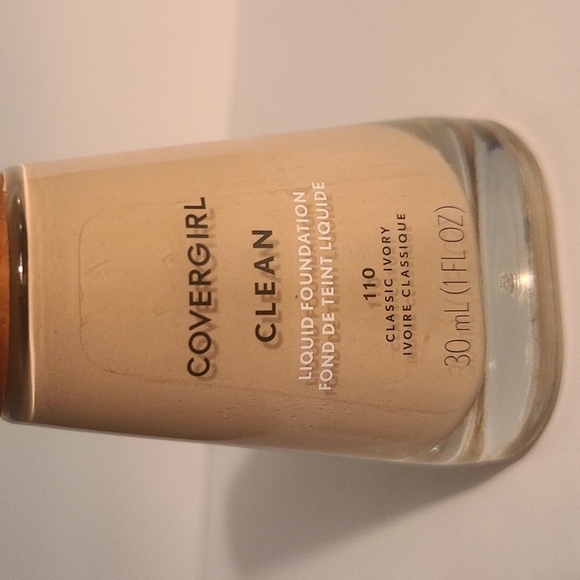 COVERGIRL
CLEAN
LIQUID FOUNDATION
FOND DE TEINT LIQUIDE
110
CLASSIC IVORY
IVOIRE CLASSIQUE
30 mL (1 FL OZ)